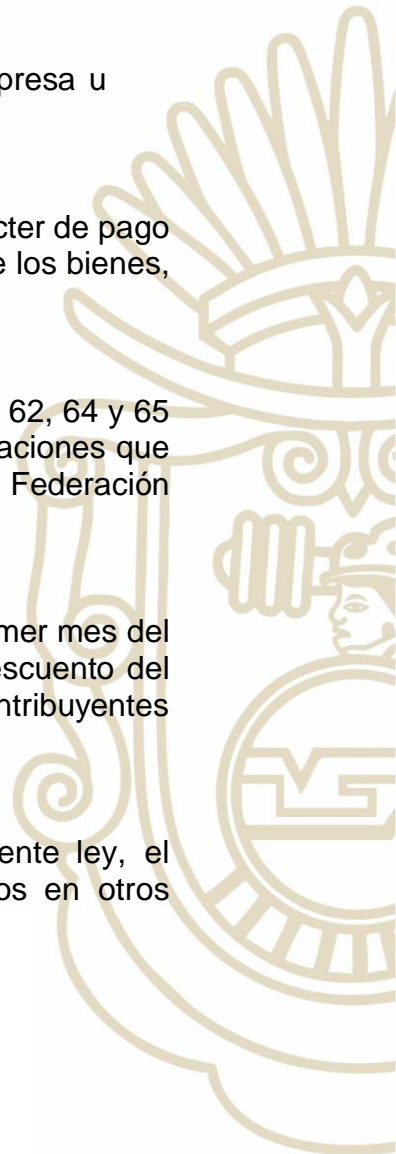 presa u
cter de pago
e los bienes,
62, 64 y 65
aciones que
Federación
mer mes del
escuento del
ntribuyentes
ente ley, el
os en otros